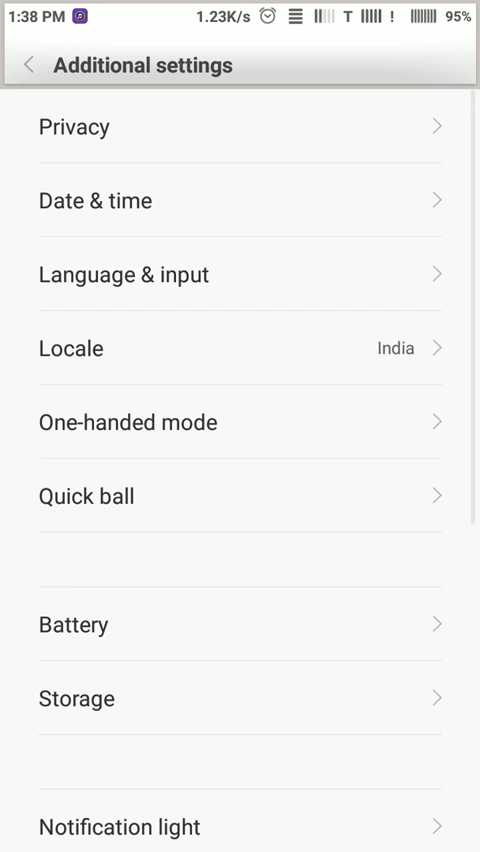 1:38 PM 1.23K/s T ! 95%
Additional settings
Privacy
Date & time
Language & input
Locale India
One-handed mode
Quick ball
Battery
Storage
Notification light